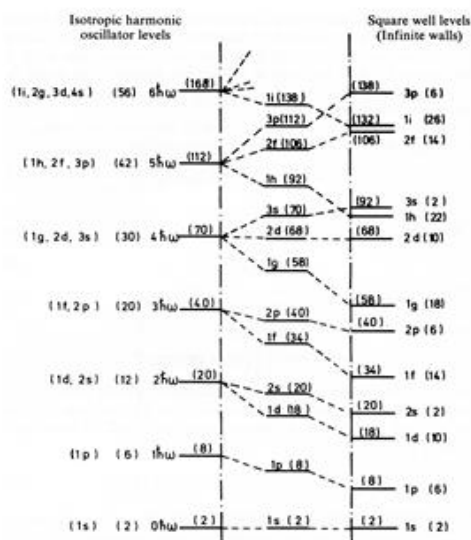 Isotropic harmonic
oscillator levels
Square well levels
(Infinite walls)
(1i, 2g, 3d, 4s) (56) 6ħω (168)
(138) 3p (6)
1i (138)
(132) 1i (26)
3p (112)
(106) 2f (14)
2f (106)
(1h, 2f, 3p) (42) 5ħω (112)
1h (92)
(92) 3s (2)
1h (22)
3s (70)
(1g, 2d, 3s) (30) 4ħω (70)
2d (68)
(68) 2d (10)
1g (58)
(58) 1g (18)
(1f, 2p) (20) 3ħω (40)
2p (40)
(40) 2p (6)
1f (34)
(34) 1f (14)
(1d, 2s) (12) 2ħω (20)
2s (20)
(20) 2s (2)
1d (18)
(18) 1d (10)
(1p) (6) 1ħω (8)
1p (8)
(8) 1p (6)
(1s) (2) 0ħω (2)
1s (2)
(2) 1s (2)